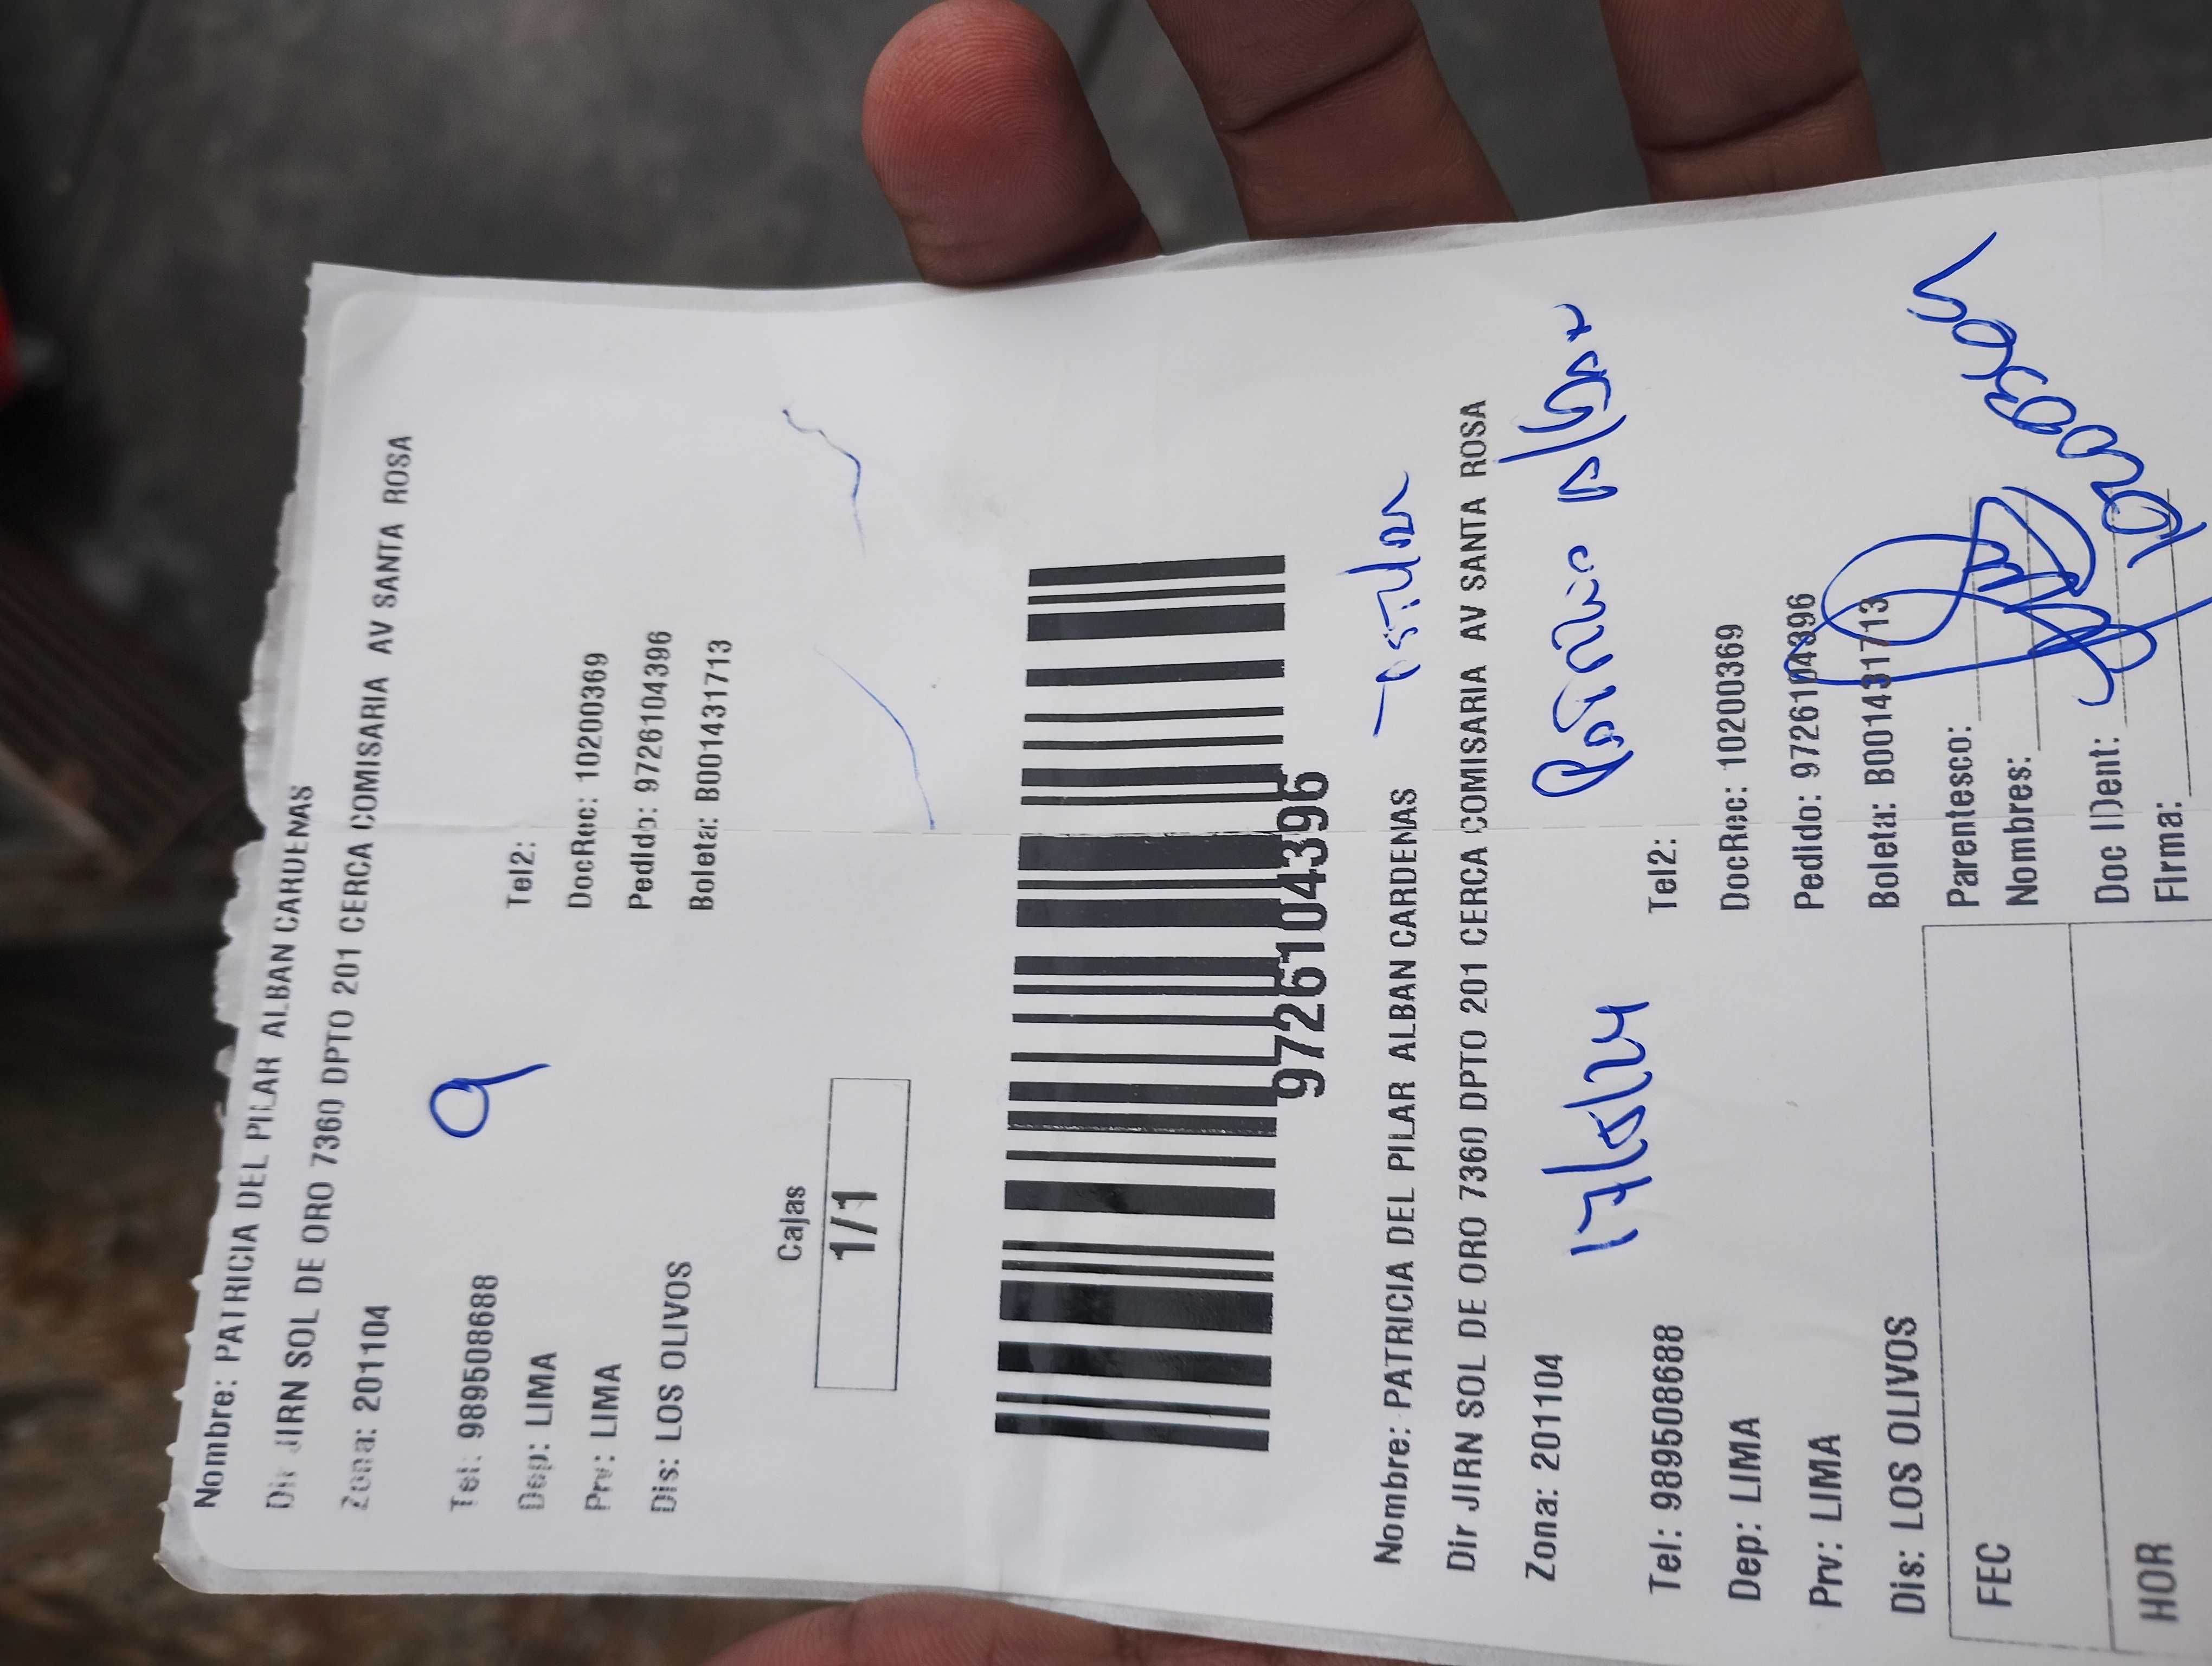 Nombre: PATRICIA DEL PILAR ALBAN CARDENAS
Dir JIRN SOL DE ORO 7360 DPTO 201 CERCA COMISARIA AV SANTA ROSA
Zona: 201104
9
Tel: 989508688 Tel2:
Dep: LIMA DocRec: 10200369
Prv: LIMA Pedido: 9726104396
Dis: LOS OLIVOS Boleta: B001431713
Cajas
1/1
9726104396
Nombre: PATRICIA DEL PILAR ALBAN CARDENAS
Dir JIRN SOL DE ORO 7360 DPTO 201 CERCA COMISARIA AV SANTA ROSA
Zona: 201104
17/5/24
Tel: 989508688 Tel2:
Dep: LIMA DocRec: 10200369
Prv: LIMA Pedido: 9726104396
Dis: LOS OLIVOS Boleta: B001431713
FEC Parentesco:
Nombres:
HOR Doc IDent:
Firma: